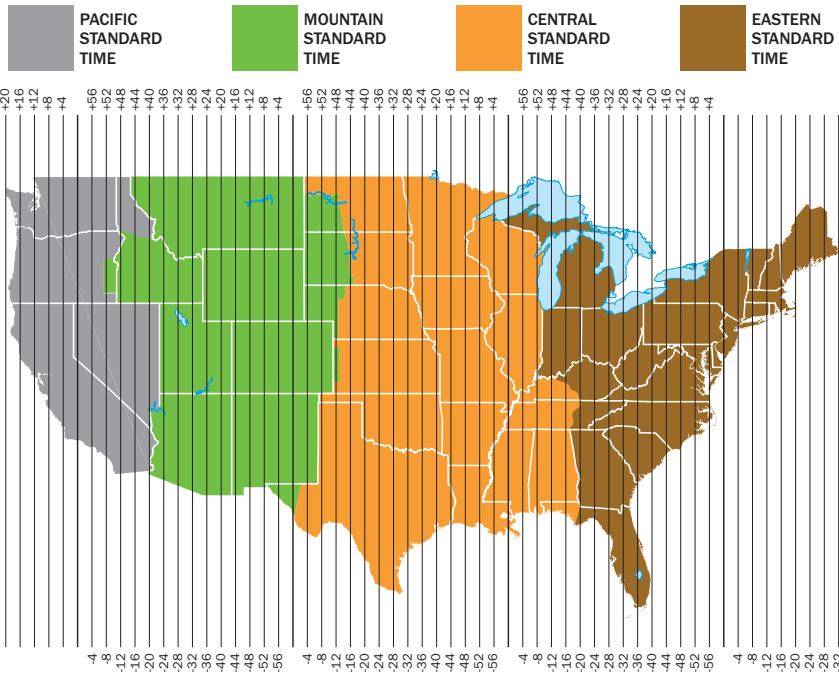 PACIFIC
STANDARD
TIME
MOUNTAIN
STANDARD
TIME
CENTRAL
STANDARD
TIME
EASTERN
STANDARD
TIME
+20 +16 +12 +8 +4 +56 +52 +48 +44 +40 +36 +32 +28 +24 +20 +16 +12 +8 +4 +56 +52 +48 +44 +40 +36 +32 +28 +24 +20 +16 +12 +8 +4 +56 +52 +48 +44 +40 +36 +32 +28 +24 +20 +16 +12 +8 +4
-4 -8 -12 -16 -20 -24 -28 -32 -36 -40 -44 -48 -52 -56 -4 -8 -12 -16 -20 -24 -28 -32 -36 -40 -44 -48 -52 -56 -4 -8 -12 -16 -20 -24 -28 -32 -36 -40 -44 -48 -52 -56 -4 -8 -12 -16 -20 -24 -28 -32